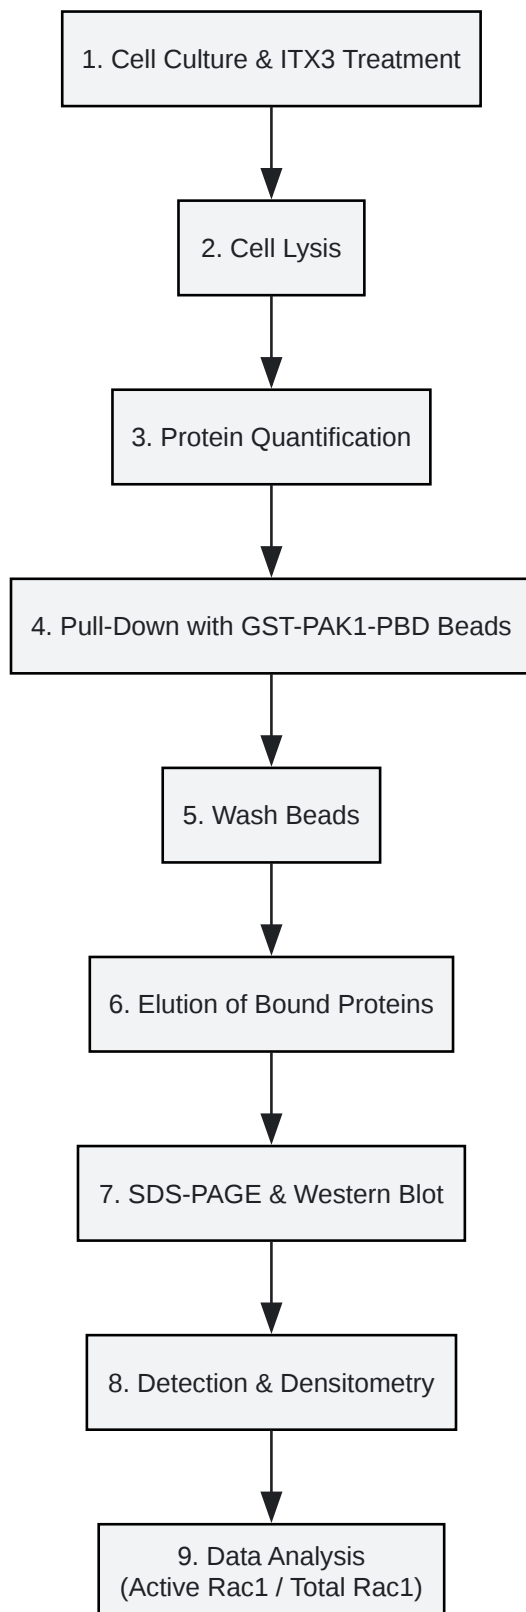 1. Cell Culture & ITX3 Treatment
2. Cell Lysis
3. Protein Quantification
4. Pull-Down with GST-PAK1-PBD Beads
5. Wash Beads
6. Elution of Bound Proteins
7. SDS-PAGE & Western Blot
8. Detection & Densitometry
9. Data Analysis
(Active Rac1 / Total Rac1)